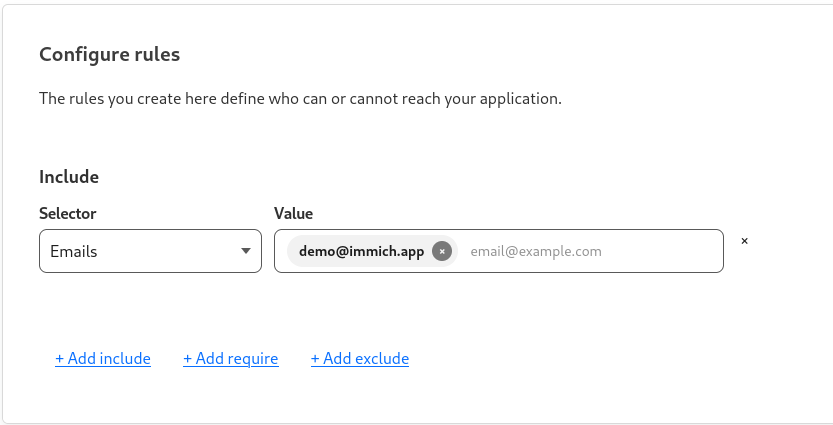 Configure rules
The rules you create here define who can or cannot reach your application.
Include
Selector Value
Emails demo@immich.app × email@example.com ×
+ Add include + Add require + Add exclude